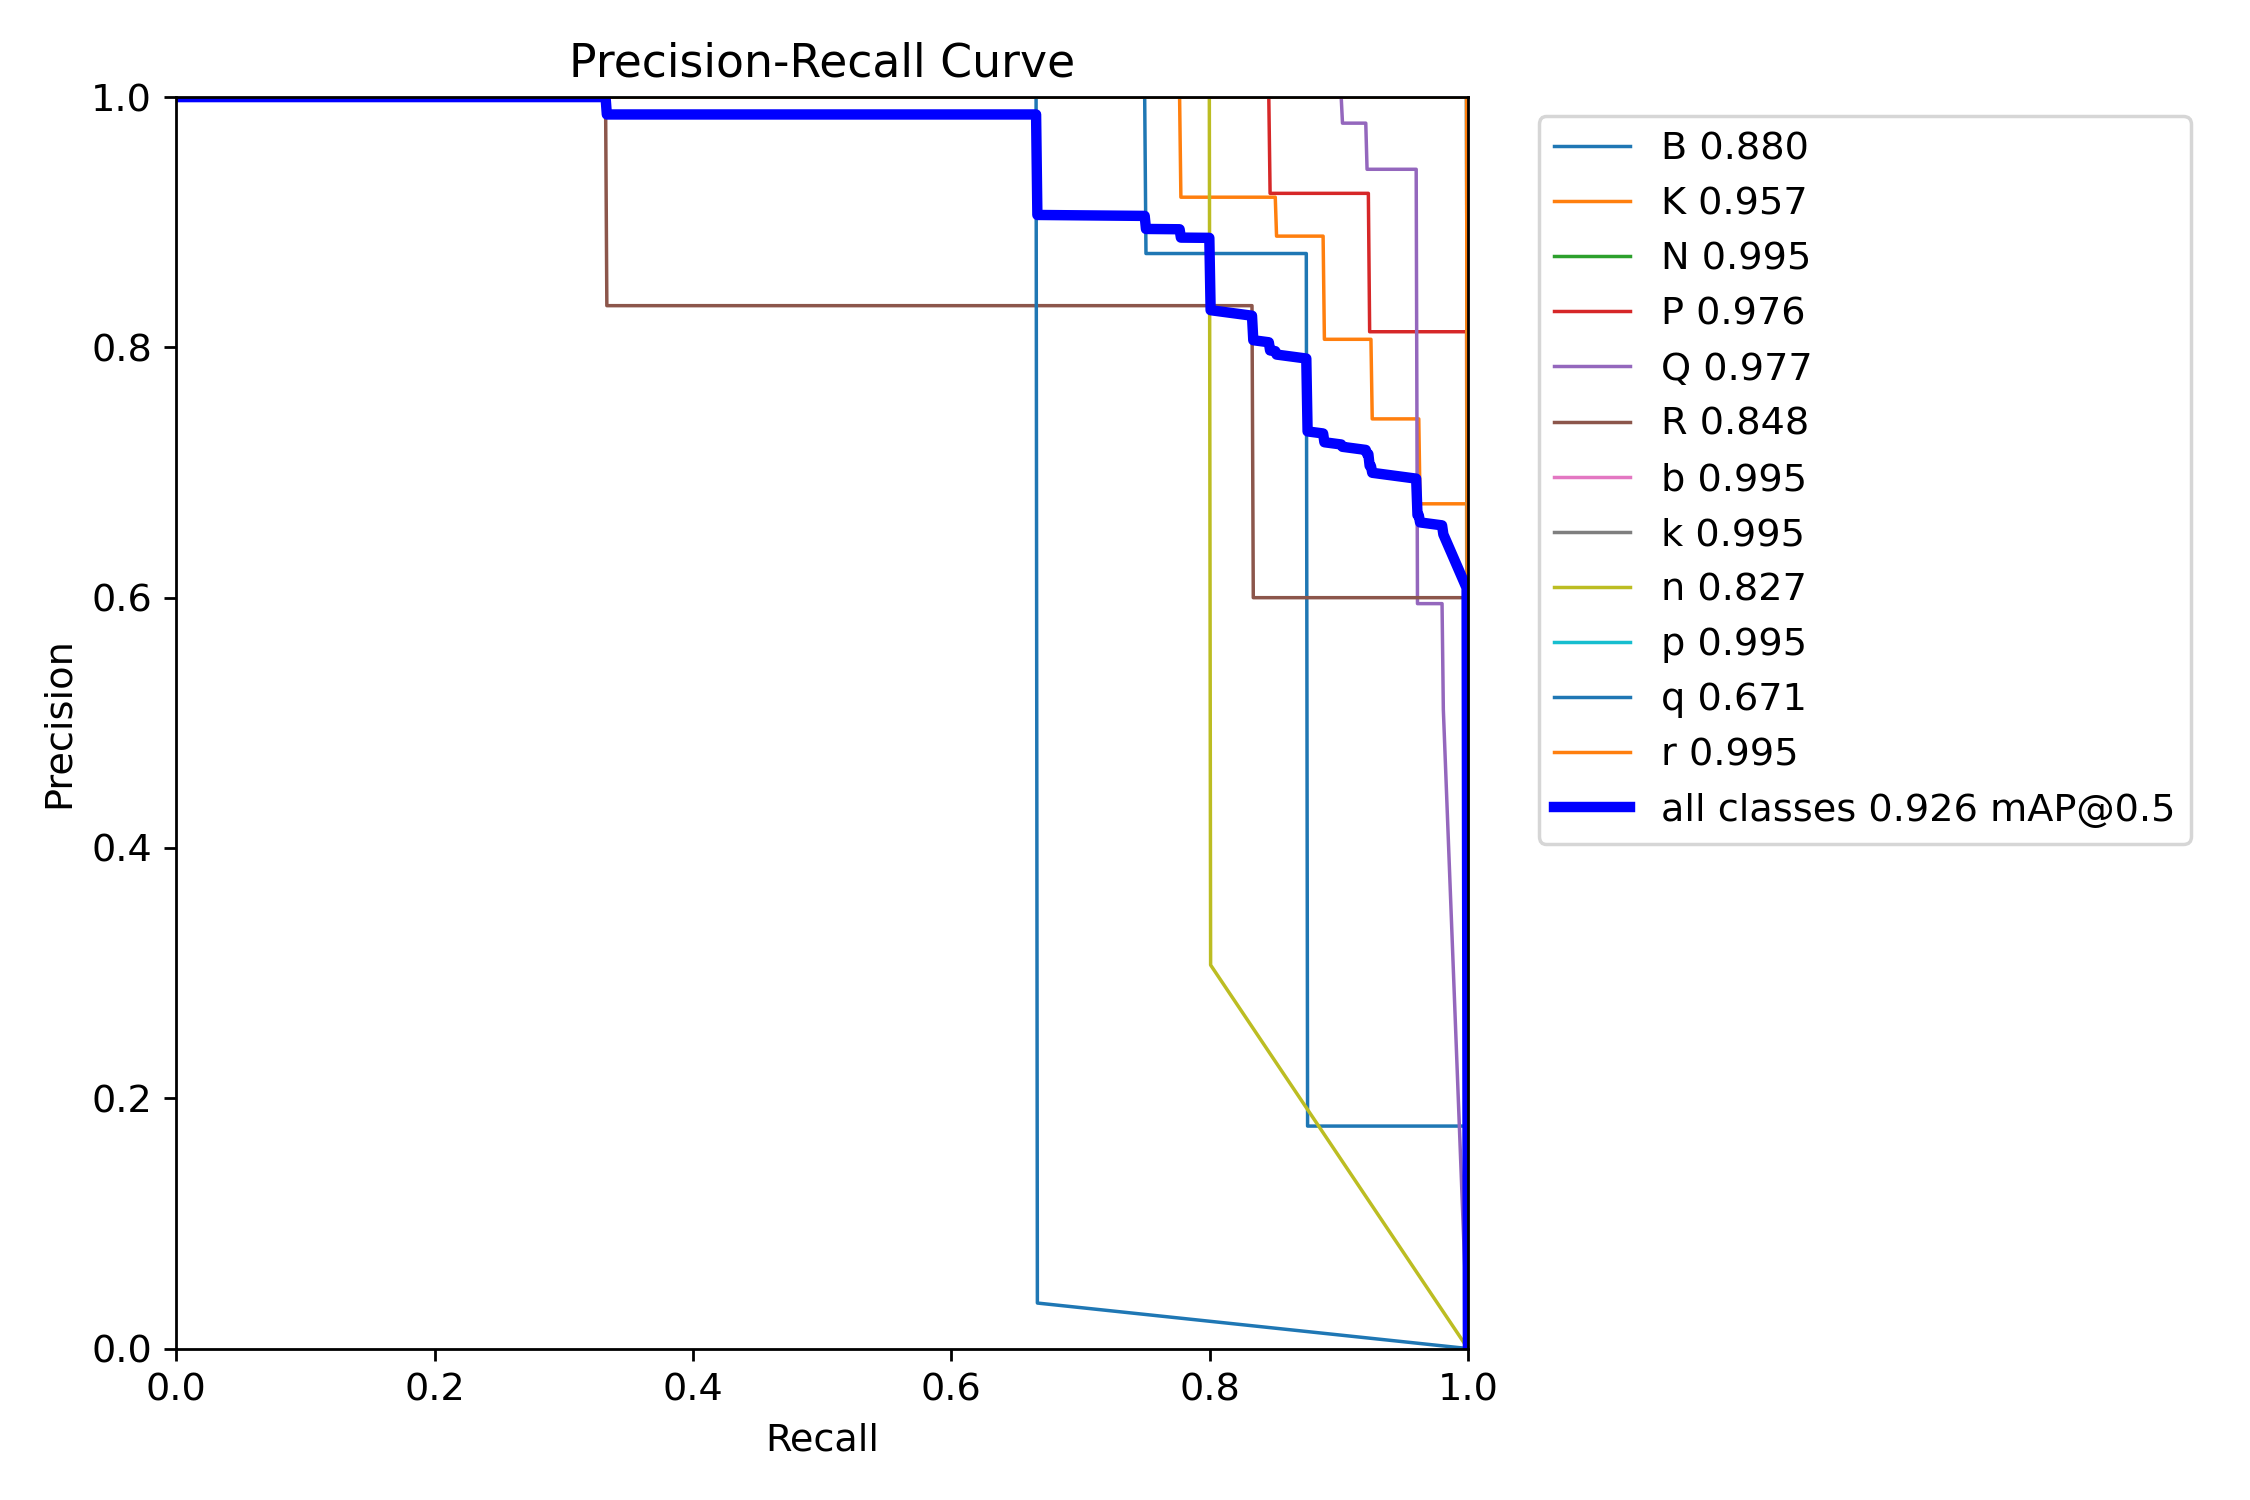 Precision-Recall Curve
1.0
0.8
0.6
0.4
0.2
0.0
Precision
0.0 0.2 0.4 0.6 0.8 1.0
Recall
B 0.880
K 0.957
N 0.995
P 0.976
Q 0.977
R 0.848
b 0.995
k 0.995
n 0.827
p 0.995
q 0.671
r 0.995
all classes 0.926 mAP@0.5